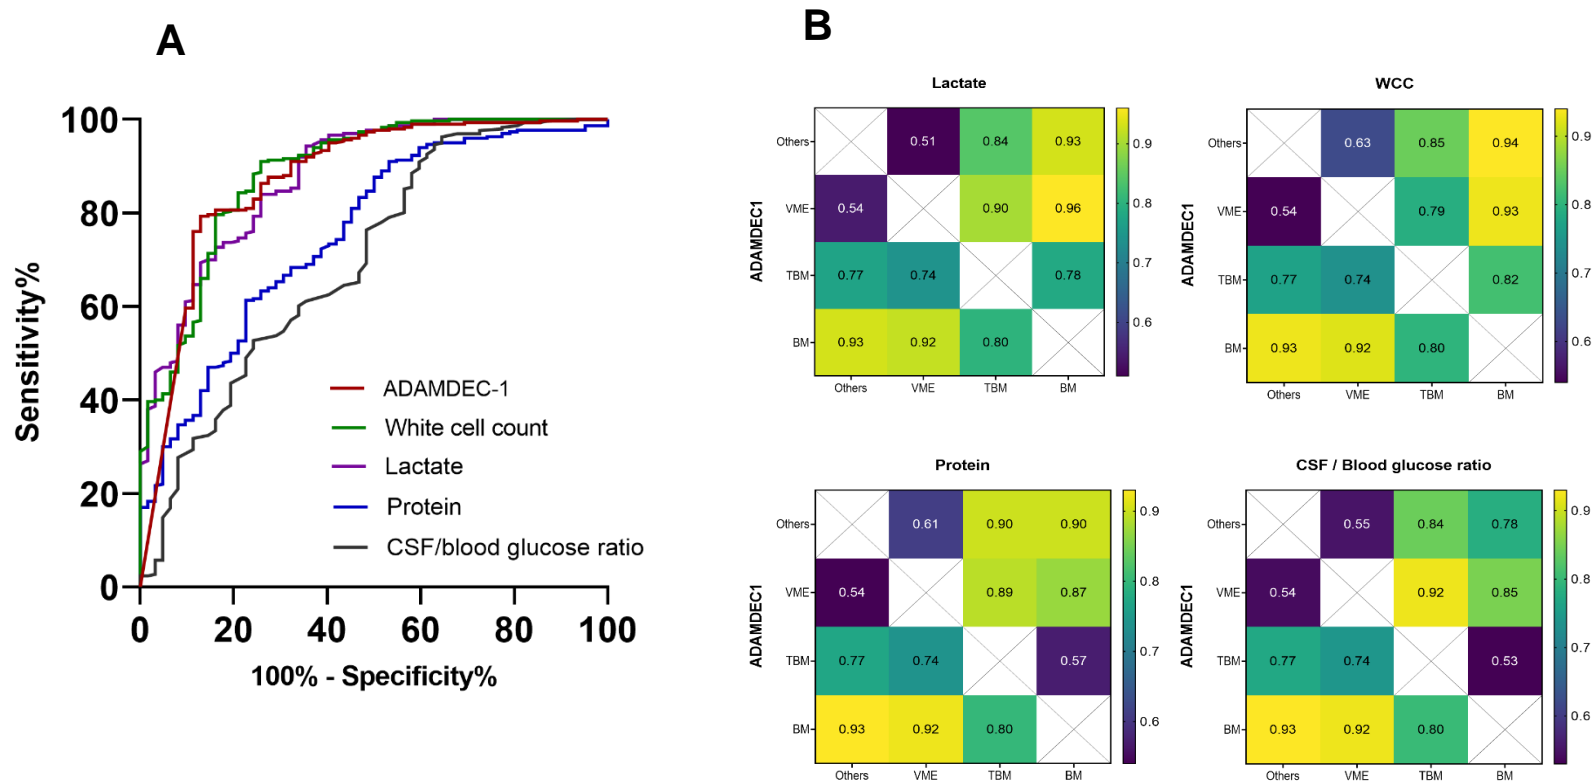 A
100
80
60
40
20
0
Sensitivity%
0 20 40 60 80 100
100% - Specificity%
ADAMDEC-1
White cell count
Lactate
Protein
CSF/blood glucose ratio
B
Lactate
ADAMDEC1
Others 0.51 0.84 0.93
VME 0.54 0.90 0.96
TBM 0.77 0.74 0.78
BM 0.93 0.92 0.80
Others VME TBM BM
0.9
0.8
0.7
0.6
WCC
ADAMDEC1
Others 0.63 0.85 0.94
VME 0.54 0.79 0.93
TBM 0.77 0.74 0.82
BM 0.93 0.92 0.80
Others VME TBM BM
0.9
0.8
0.7
0.6
Protein
ADAMDEC1
Others 0.61 0.90 0.90
VME 0.54 0.89 0.87
TBM 0.77 0.74 0.57
BM 0.93 0.92 0.80
Others VME TBM BM
0.9
0.8
0.7
0.6
CSF / Blood glucose ratio
ADAMDEC1
Others 0.55 0.84 0.78
VME 0.54 0.92 0.85
TBM 0.77 0.74 0.53
BM 0.93 0.92 0.80
Others VME TBM BM
0.9
0.8
0.7
0.6